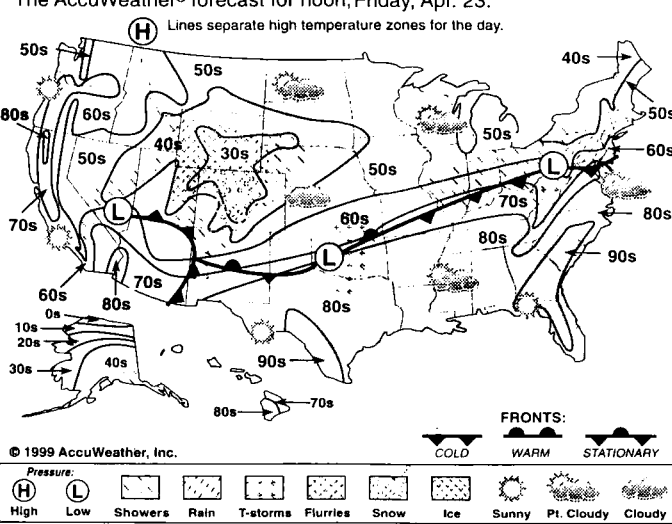 The AccuWeather® forecast for noon, Friday, Apr. 23.
H Lines separate high temperature zones for the day.
50s
50s
40s
80s
60s
50s
50s
40s
30s
50s
60s
50s
50s
L
70s
80s
70s
L
60s
80s
90s
L
60s
80s
70s
80s
0s
10s
20s
30s
40s
90s
80s
70s
FRONTS:
COLD WARM STATIONARY
© 1999 AccuWeather, Inc.
Pressure:
H L
High Low Showers Rain T-storms Flurries Snow Ice Sunny Pt. Cloudy Cloudy